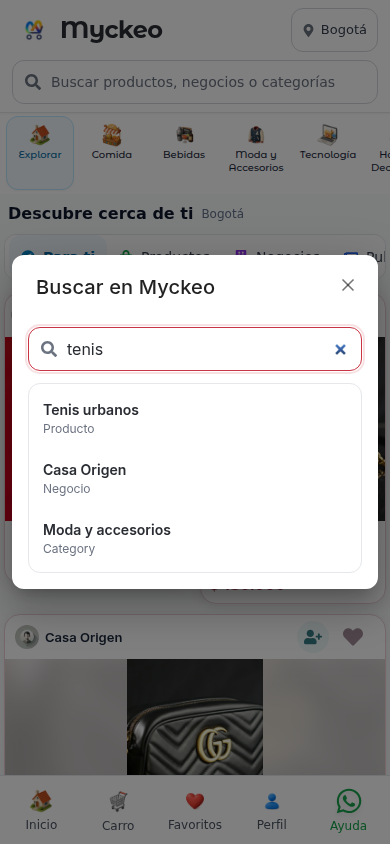 Myckeo
Bogotá
Buscar productos, negocios o categorías
Explorar
Comida
Bebidas
Moda y
Accesorios
Tecnología
Descubre cerca de ti
Bogotá
Buscar en Myckeo
tenis
Tenis urbanos
Producto
Casa Origen
Negocio
Moda y accesorios
Category
Casa Origen
Inicio
Carro
Favoritos
Perfil
Ayuda